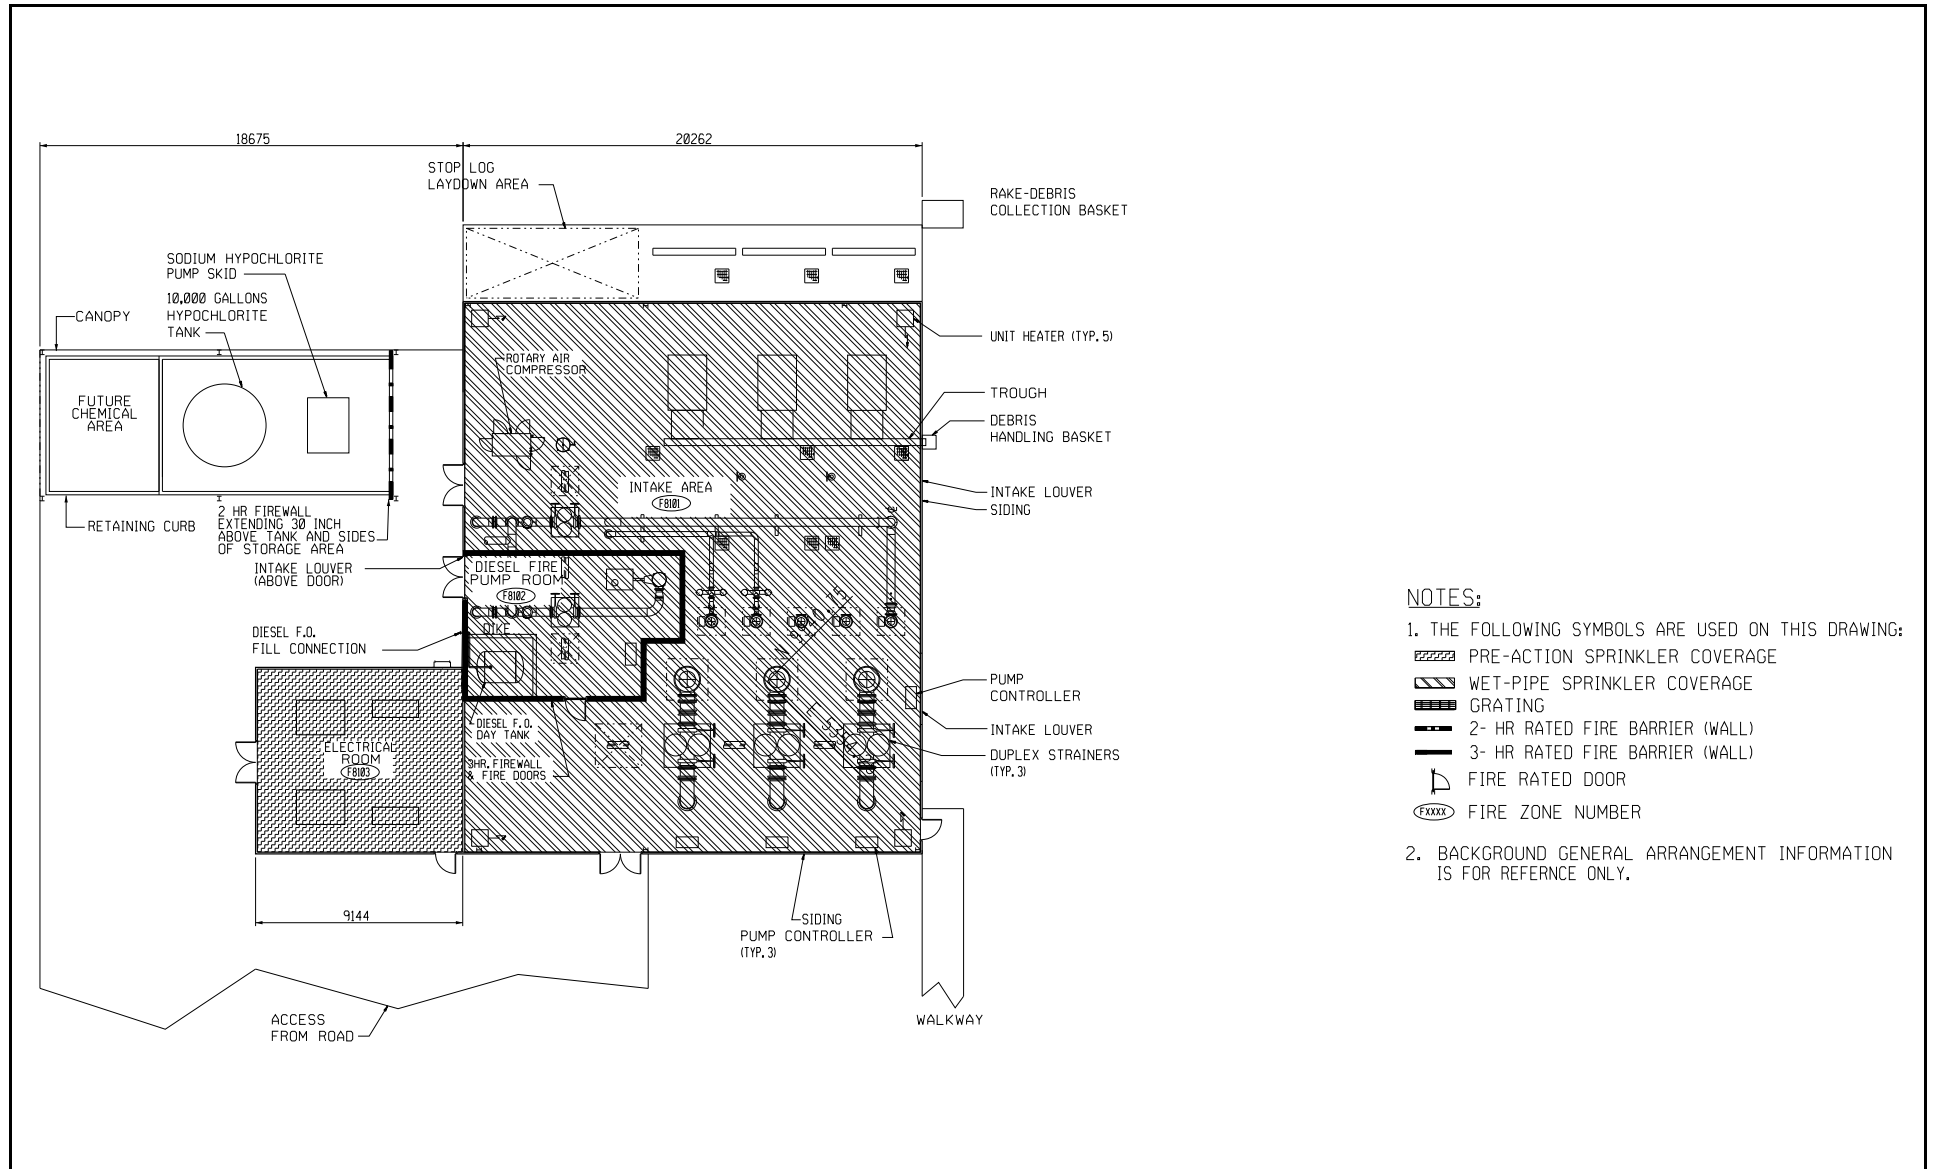 18675
20262
STOP LOG
LAYDOWN AREA
RAKE-DEBRIS
COLLECTION BASKET
SODIUM HYPOCHLORITE
PUMP SKID
10,000 GALLONS
HYPOCHLORITE
TANK
CANOPY
UNIT HEATER (TYP.5)
ROTARY AIR
COMPRESSOR
TROUGH
FUTURE
CHEMICAL
AREA
DEBRIS
HANDLING BASKET
INTAKE AREA
F8101
INTAKE LOUVER
SIDING
RETAINING CURB
2 HR FIREWALL
EXTENDING 30 INCH
ABOVE TANK AND SIDES
OF STORAGE AREA
INTAKE LOUVER
(ABOVE DOOR)
DIESEL FIRE
PUMP ROOM
F8102
DIKE
DIESEL F.O.
FILL CONNECTION
PUMP
CONTROLLER
DIESEL F.O.
DAY TANK
INTAKE LOUVER
ELECTRICAL
ROOM
F8103
3HR. FIREWALL
& FIRE DOORS
DUPLEX STRAINERS
(TYP.3)
9144
SIDING
PUMP CONTROLLER
(TYP.3)
ACCESS
FROM ROAD
WALKWAY
NOTES:
1. THE FOLLOWING SYMBOLS ARE USED ON THIS DRAWING:
PRE-ACTION SPRINKLER COVERAGE
WET-PIPE SPRINKLER COVERAGE
GRATING
2- HR RATED FIRE BARRIER (WALL)
3- HR RATED FIRE BARRIER (WALL)
FIRE RATED DOOR
FXXXX FIRE ZONE NUMBER
2. BACKGROUND GENERAL ARRANGEMENT INFORMATION
IS FOR REFERNCE ONLY.